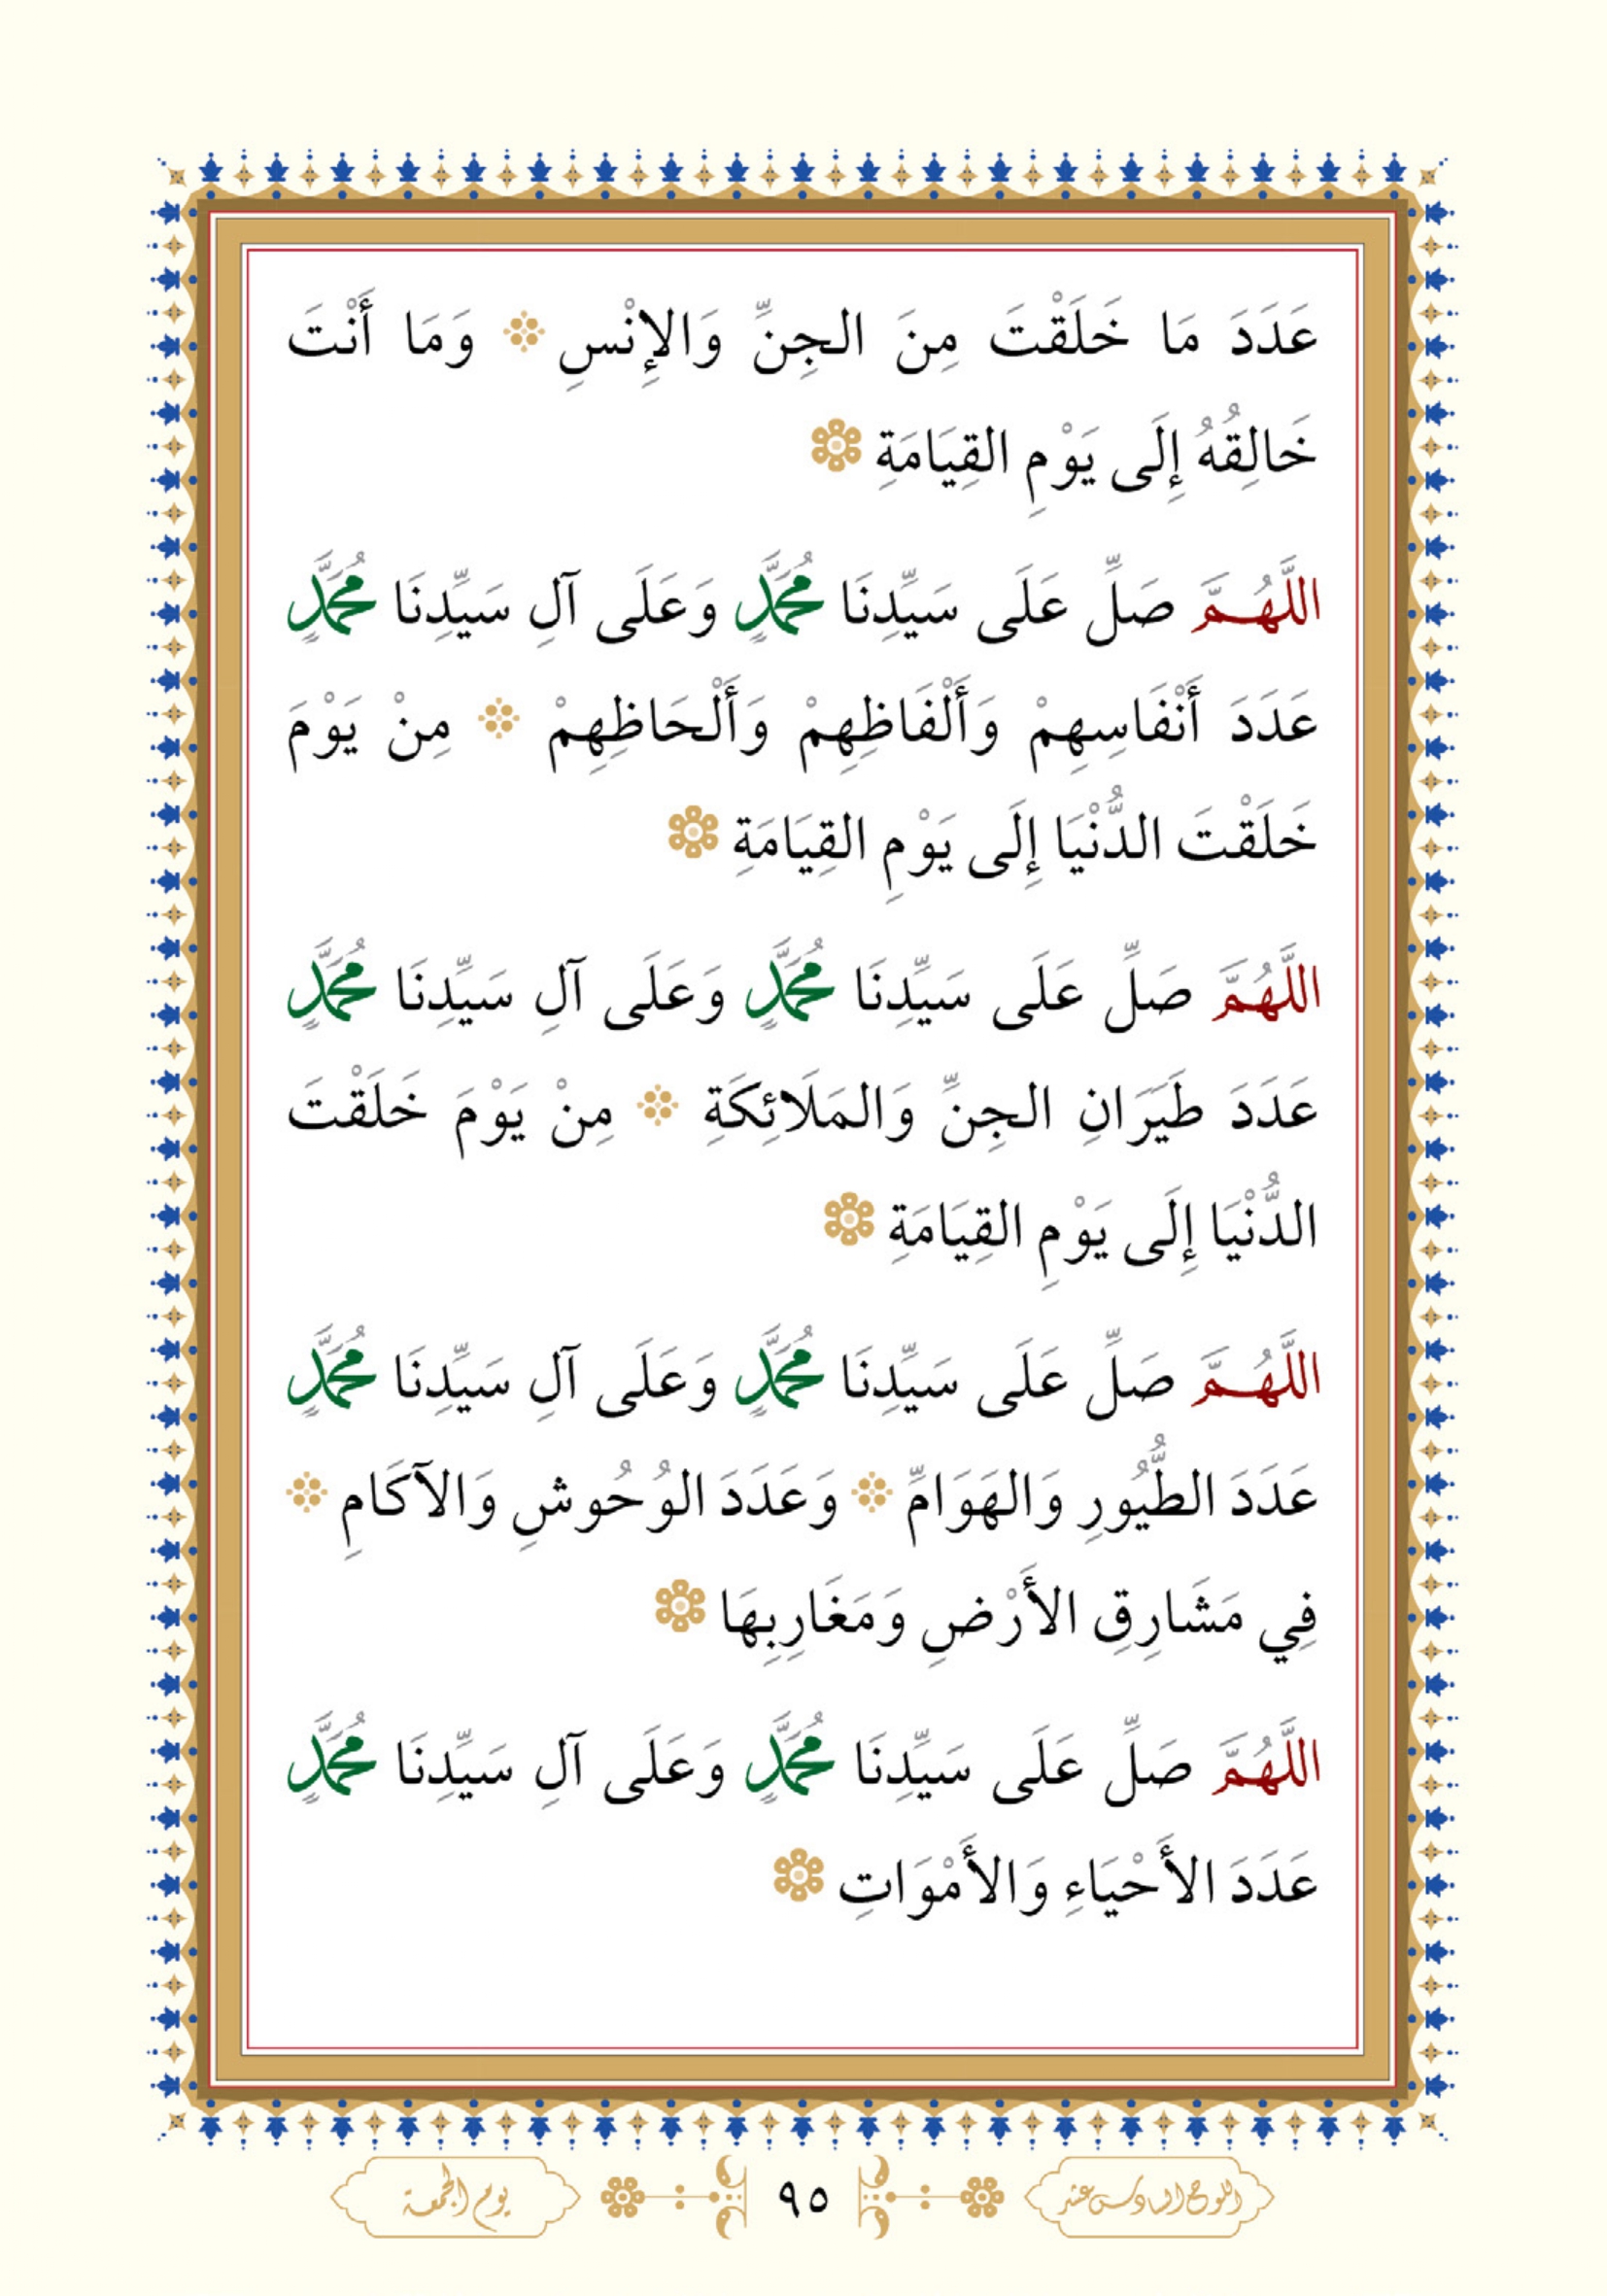 عَدَدَ مَا خَلَقْتَ مِنَ الجِنِّ وَالإِنْسِ وَمَا أَنْتَ
خَالِقُهُ إِلَى يَوْمِ القِيَامَةِ
اللَّهُمَّ صَلِّ عَلَى سَيِّدِنَا مُحَمَّدٍ وَعَلَى آلِ سَيِّدِنَا مُحَمَّدٍ
عَدَدَ أَنْفَاسِهِمْ وَأَلْفَاظِهِمْ وَأَلْحَاظِهِمْ مِنْ يَوْمَ
خَلَقْتَ الدُّنْيَا إِلَى يَوْمِ القِيَامَةِ
اللَّهُمَّ صَلِّ عَلَى سَيِّدِنَا مُحَمَّدٍ وَعَلَى آلِ سَيِّدِنَا مُحَمَّدٍ
عَدَدَ طَيَرَانِ الجِنِّ وَالمَلَائِكَةِ مِنْ يَوْمَ خَلَقْتَ
الدُّنْيَا إِلَى يَوْمِ القِيَامَةِ
اللَّهُمَّ صَلِّ عَلَى سَيِّدِنَا مُحَمَّدٍ وَعَلَى آلِ سَيِّدِنَا مُحَمَّدٍ
عَدَدَ الطُّيُورِ وَالهَوَامِّ وَعَدَدَ الوُحُوشِ وَالآكَامِ
فِي مَشَارِقِ الأَرْضِ وَمَغَارِبِهَا
اللَّهُمَّ صَلِّ عَلَى سَيِّدِنَا مُحَمَّدٍ وَعَلَى آلِ سَيِّدِنَا مُحَمَّدٍ
عَدَدَ الأَحْيَاءِ وَالأَمْوَاتِ
اللوح السادس عشر ٩٥ يوم الجمعة